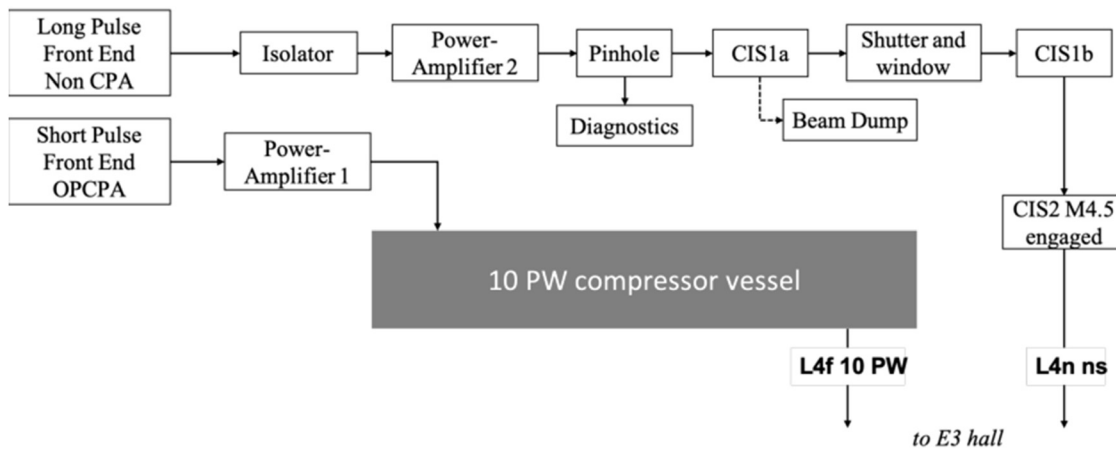 Long Pulse
Front End
Non CPA
Isolator
Power-
Amplifier 2
Pinhole
CIS1a
Shutter and
window
CIS1b
Diagnostics
Beam Dump
Short Pulse
Front End
OPCPA
Power-
Amplifier 1
CIS2 M4.5
engaged
10 PW compressor vessel
L4f 10 PW
L4n ns
to E3 hall